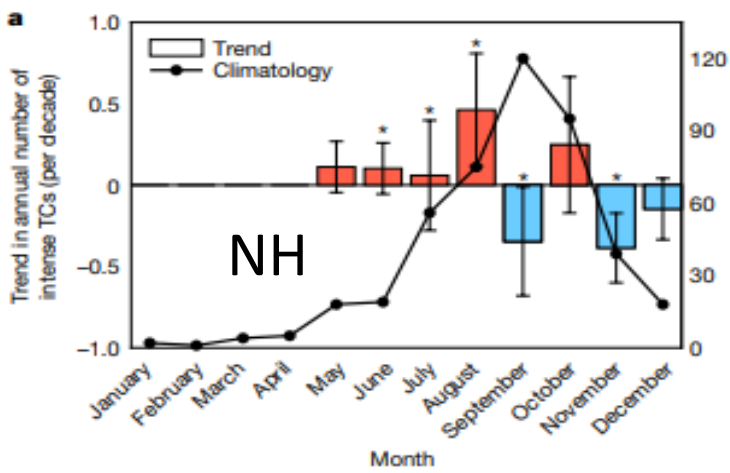 a
1.0
0.5
0
−0.5
−1.0
Trend in annual number of
intense TCs (per decade)
Trend
Climatology
*
*
*
*
*
NH
120
90
60
30
0
January
February
March
April
May
June
July
August
September
October
November
December
Month